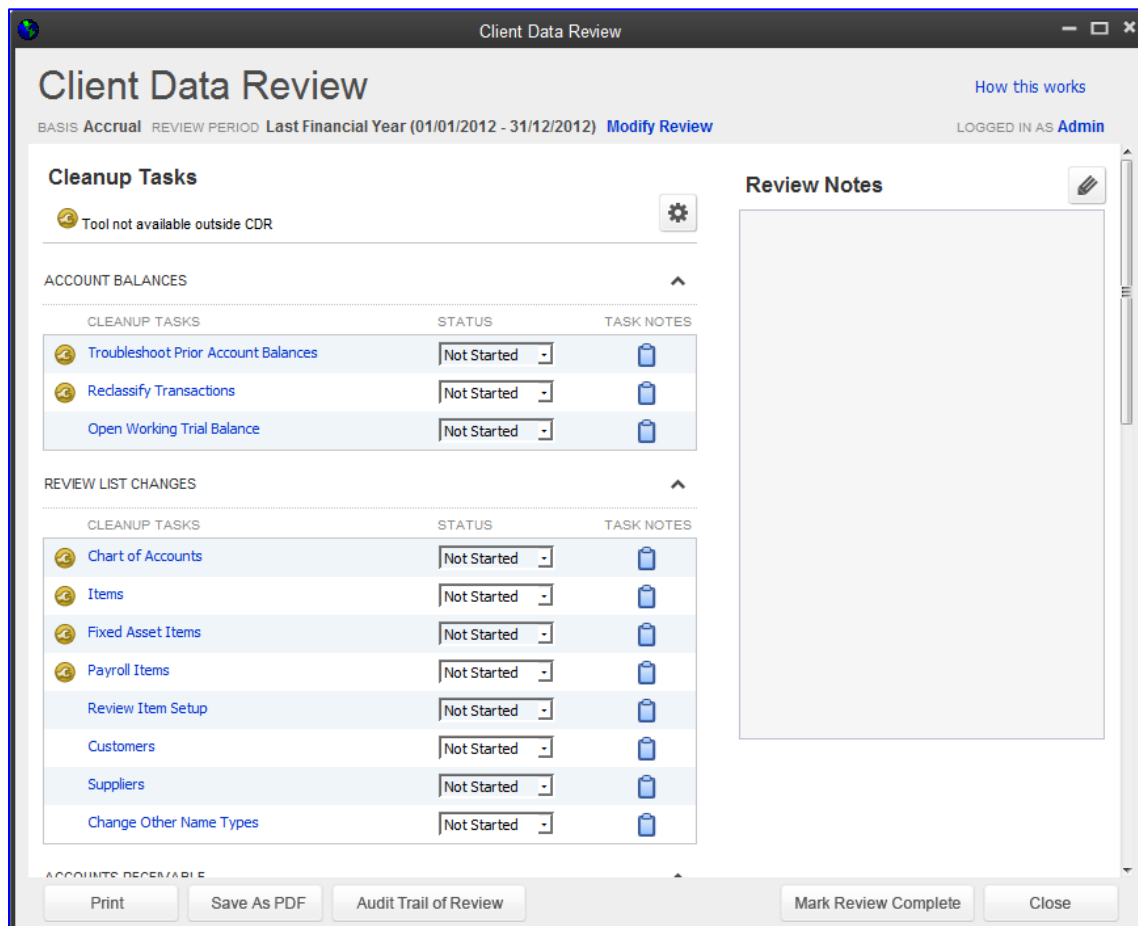 Client Data Review
Client Data Review
How this works
BASIS Accrual REVIEW PERIOD Last Financial Year (01/01/2012 - 31/12/2012) Modify Review
LOGGED IN AS Admin
Cleanup Tasks
Tool not available outside CDR
ACCOUNT BALANCES
CLEANUP TASKS STATUS TASK NOTES
Troubleshoot Prior Account Balances Not Started
Reclassify Transactions Not Started
Open Working Trial Balance Not Started
REVIEW LIST CHANGES
CLEANUP TASKS STATUS TASK NOTES
Chart of Accounts Not Started
Items Not Started
Fixed Asset Items Not Started
Payroll Items Not Started
Review Item Setup Not Started
Customers Not Started
Suppliers Not Started
Change Other Name Types Not Started
ACCOUNTS RECEIVABLE
Review Notes
Print Save As PDF Audit Trail of Review Mark Review Complete Close